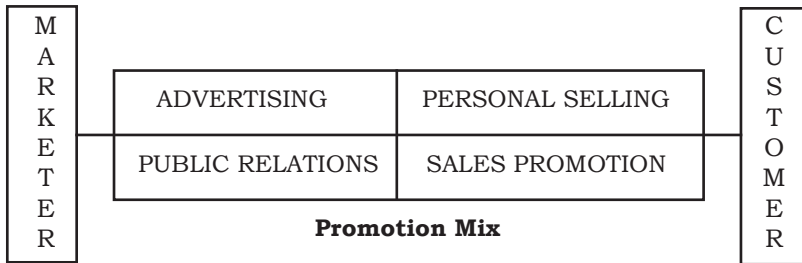 MARKETER
ADVERTISING
PERSONAL SELLING
PUBLIC RELATIONS
SALES PROMOTION
Promotion Mix
CUSTOMER